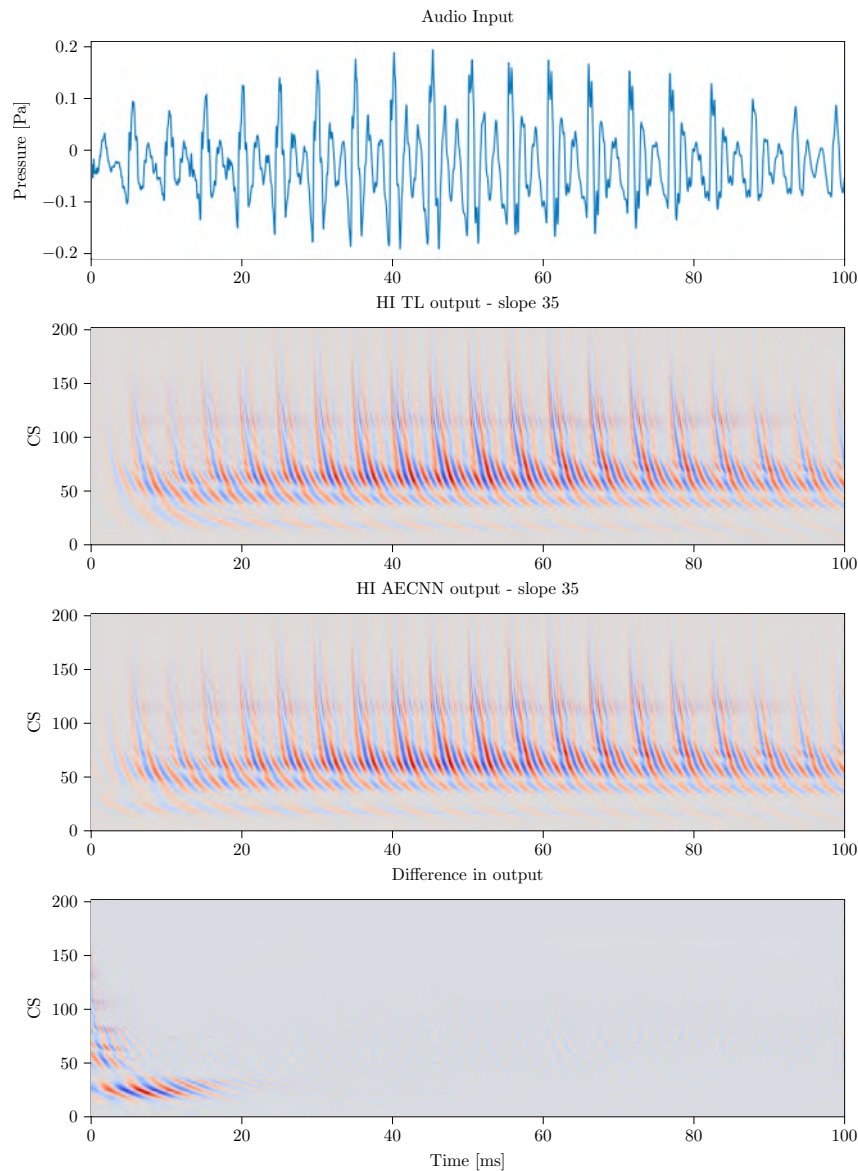 Audio Input
0.2
0.1
0
−0.1
−0.2
Pressure [Pa]
0 20 40 60 80 100
HI TL output - slope 35
200
150
100
50
0
CS
0 20 40 60 80 100
HI AECNN output - slope 35
200
150
100
50
0
CS
0 20 40 60 80 100
Difference in output
200
150
100
50
0
CS
0 20 40 60 80 100
Time [ms]